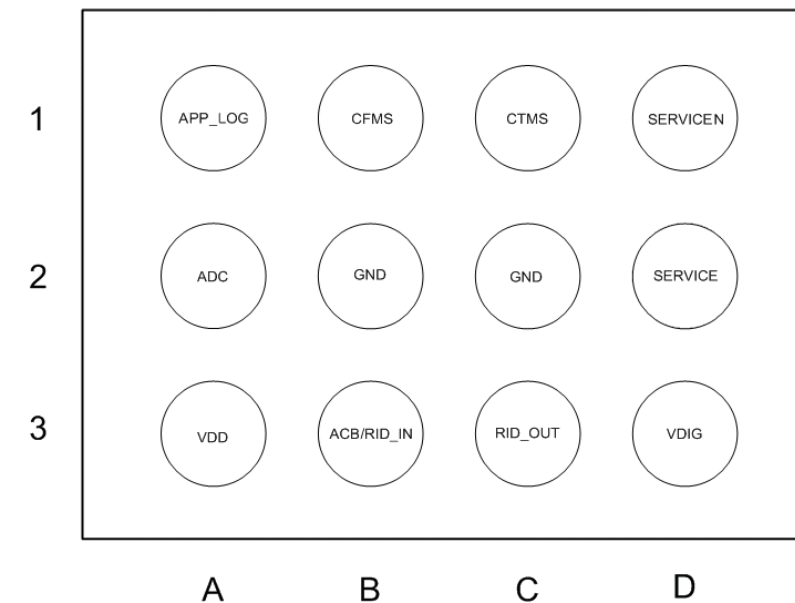 1 APP_LOG CFMS CTMS SERVICEN
2 ADC GND GND SERVICE
3 VDD ACB/RID_IN RID_OUT VDIG
A B C D